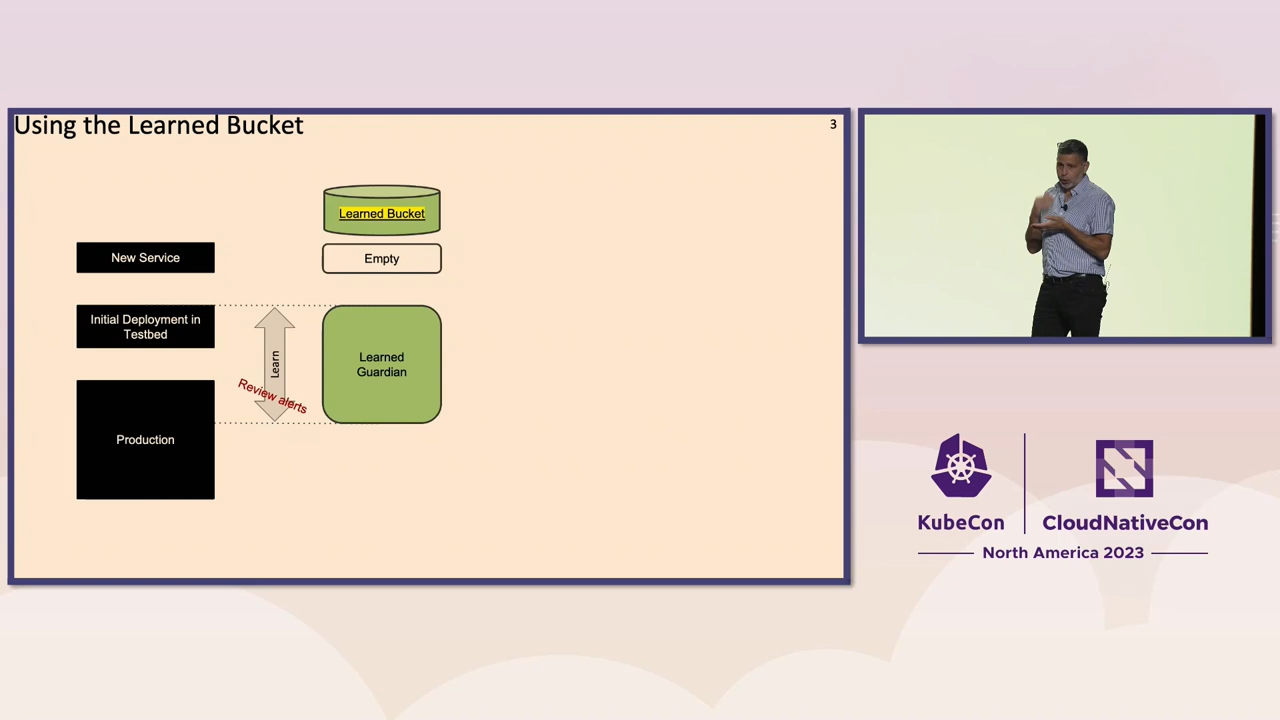 Using the Learned Bucket
3
Learned Bucket
New Service
Empty
Initial Deployment in
Testbed
Learn
Learned
Guardian
Review alerts
Production
KubeCon
CloudNativeCon
North America 2023